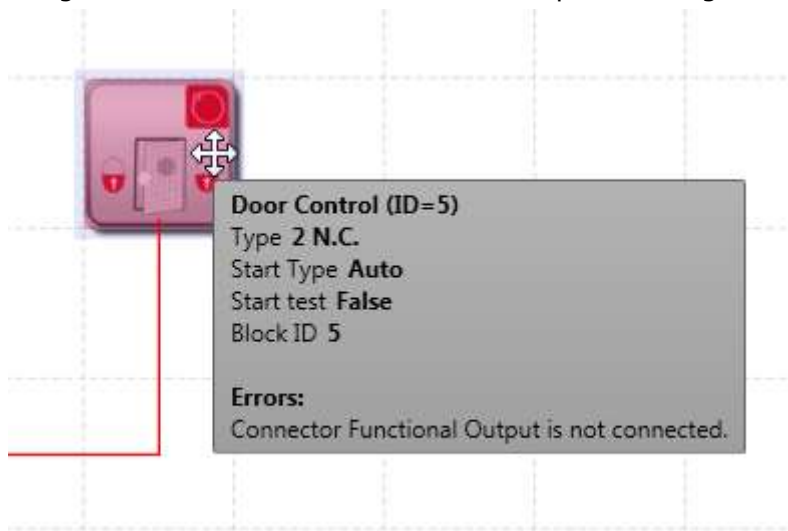 Door Control (ID=5)
Type 2 N.C.
Start Type Auto
Start test False
Block ID 5
Errors:
Connector Functional Output is not connected.